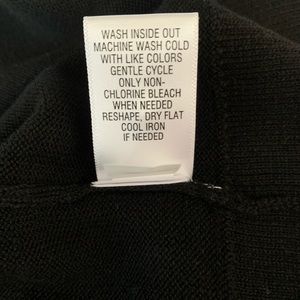 WASH INSIDE OUT
MACHINE WASH COLD
WITH LIKE COLORS
GENTLE CYCLE
ONLY NON-
CHLORINE BLEACH
WHEN NEEDED
RESHAPE, DRY FLAT
COOL IRON
IF NEEDED